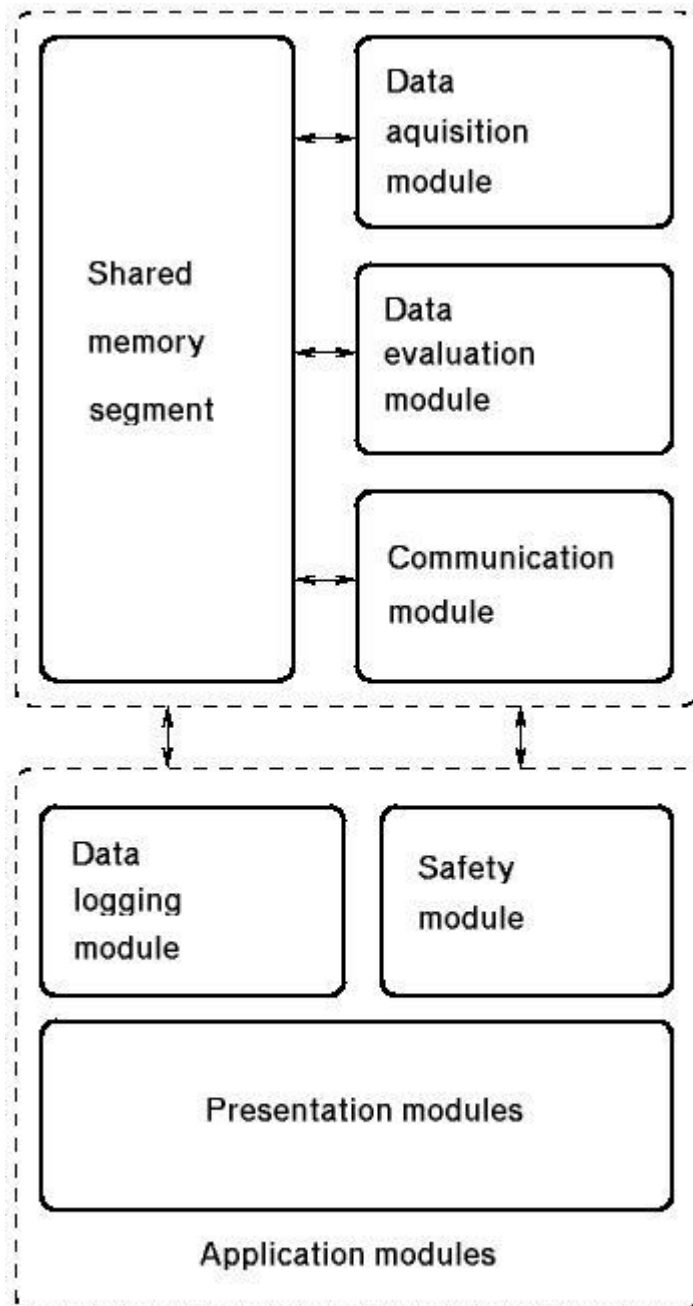 Shared
memory
segment
Data
aquisition
module
Data
evaluation
module
Communication
module
Data
logging
module
Safety
module
Presentation modules
Application modules